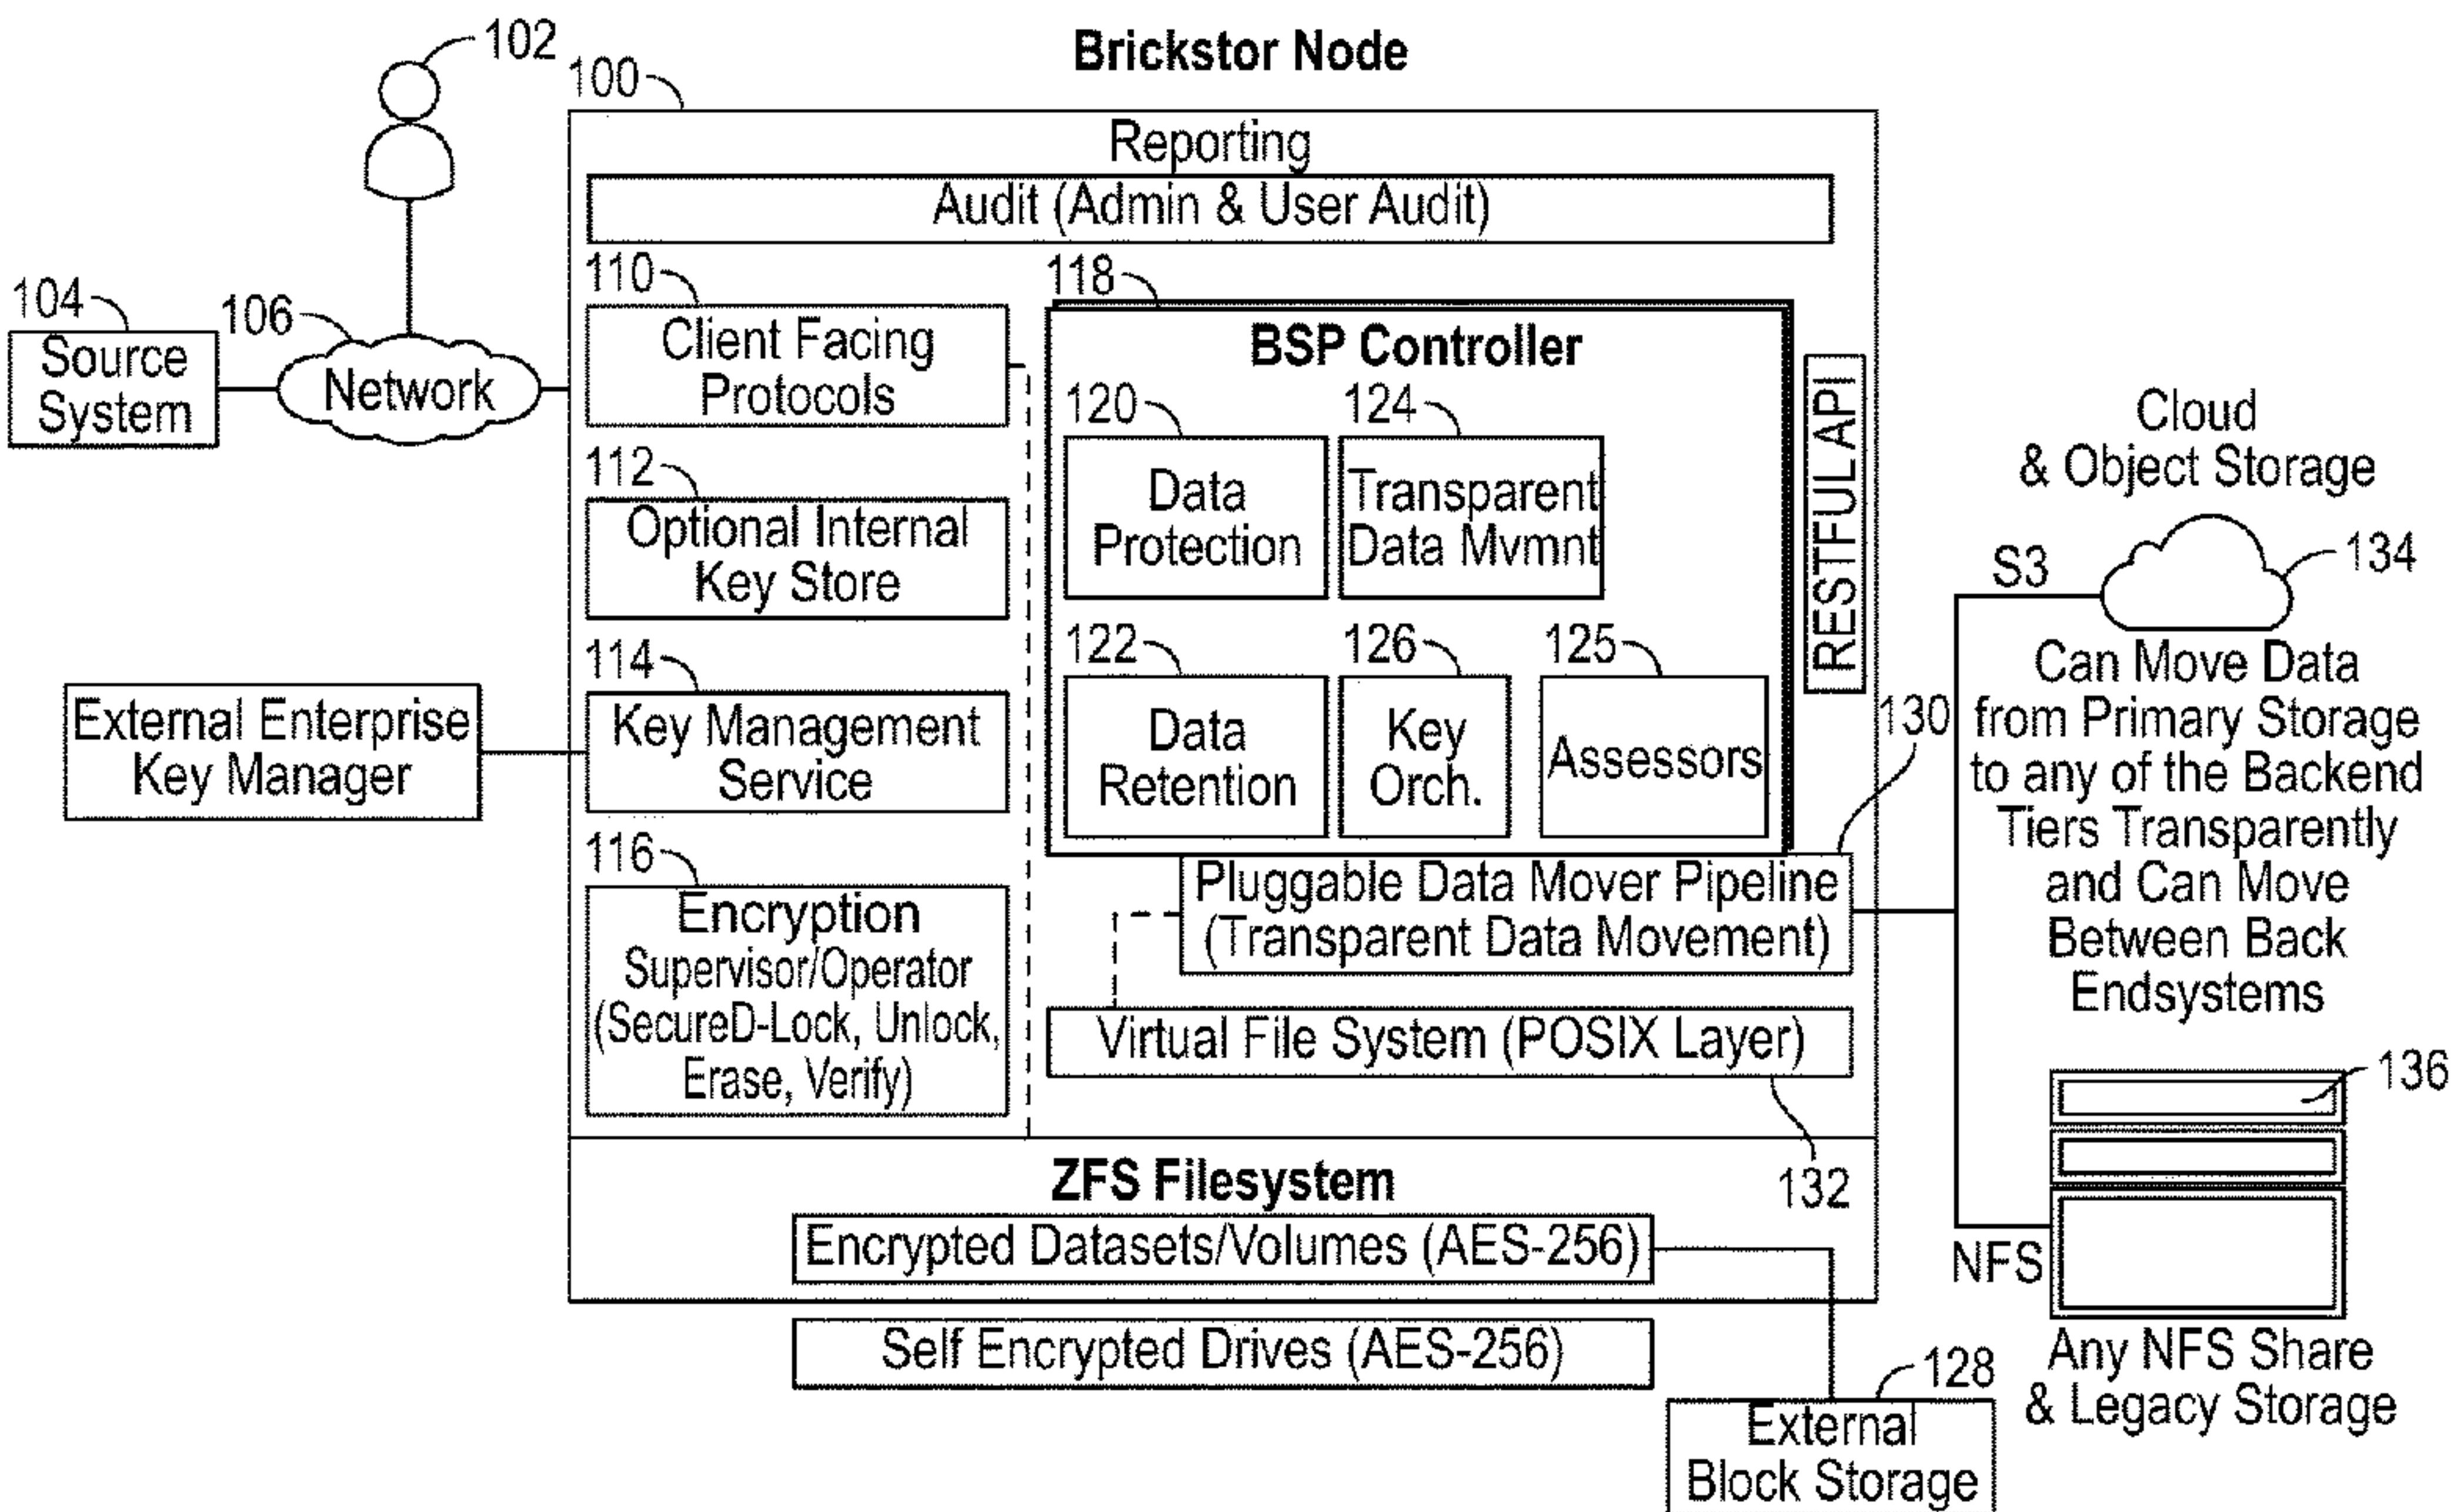 Brickstor Node
102
100
Reporting
Audit (Admin & User Audit)
104
Source
System
106
Network
110
Client Facing
Protocols
112
Optional Internal
Key Store
114
Key Management
Service
External Enterprise
Key Manager
116
Encryption
Supervisor/Operator
(SecureD-Lock, Unlock,
Erase, Verify)
118
BSP Controller
120
Data
Protection
124
Transparent
Data Mvmnt
122
Data
Retention
126
Key
Orch.
125
Assessors
RESTFUL API
130
Pluggable Data Mover Pipeline
(Transparent Data Movement)
Virtual File System (POSIX Layer)
132
ZFS Filesystem
Encrypted Datasets/Volumes (AES-256)
Self Encrypted Drives (AES-256)
128
External
Block Storage
Cloud
& Object Storage
S3
134
Can Move Data
from Primary Storage
to any of the Backend
Tiers Transparently
and Can Move
Between Back
Endsystems
136
NFS
Any NFS Share
& Legacy Storage